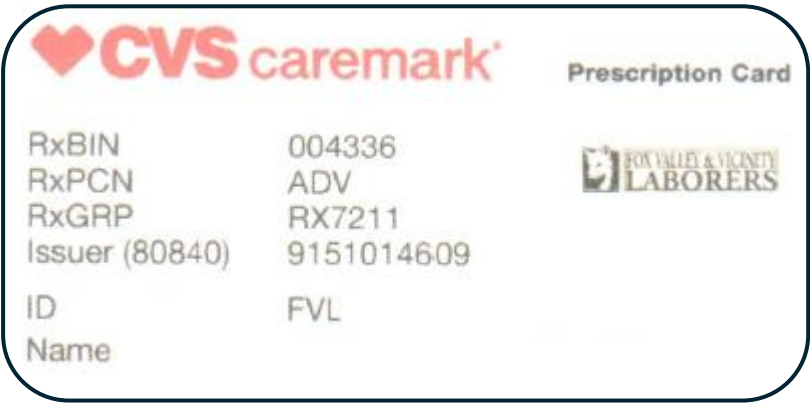 CVS caremark
Prescription Card
RxBIN 004336
RxPCN ADV
RxGRP RX7211
Issuer (80840) 9151014609
FOX VALLEY & VICINITY
LABORERS
ID FVL
Name